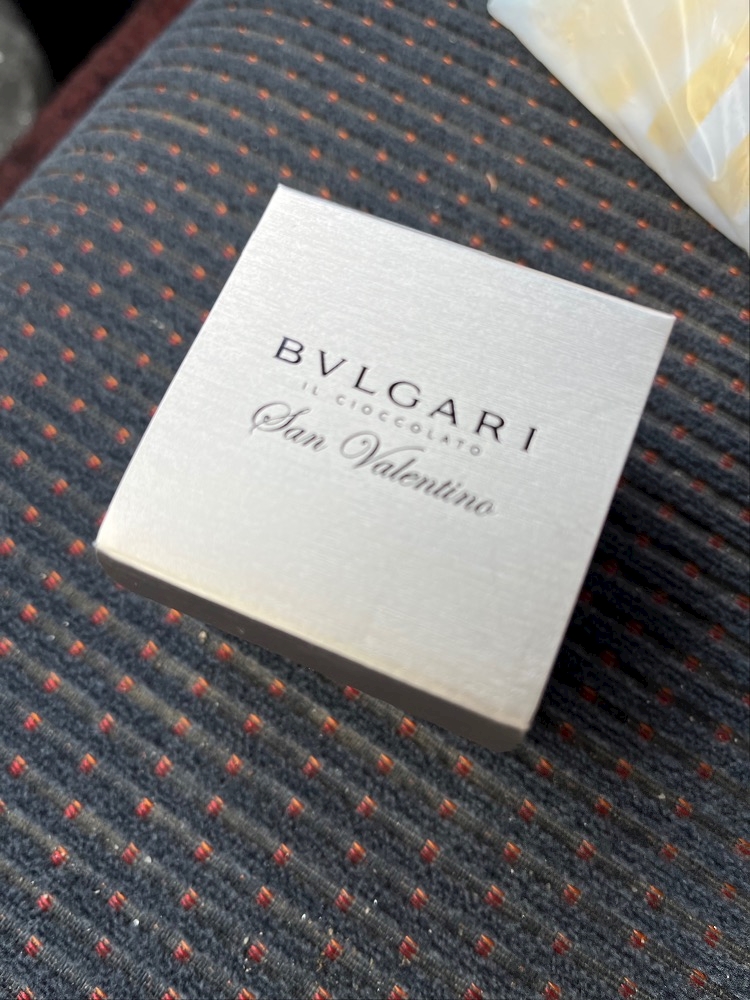 BVLGARI
IL CIOCCOLATO
San Valentino